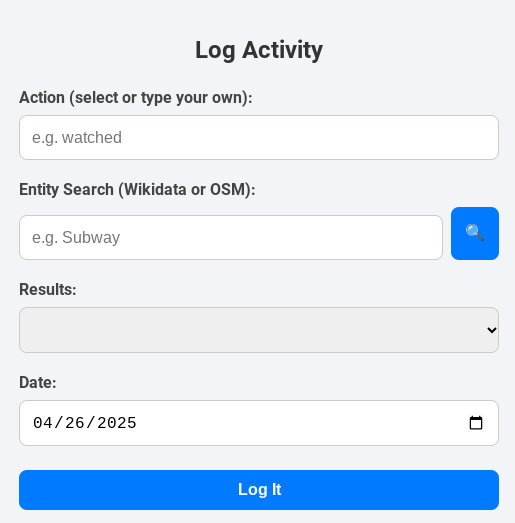 Log Activity
Action (select or type your own):
e.g. watched
Entity Search (Wikidata or OSM):
e.g. Subway
Results:
Date:
04/26/2025
Log It